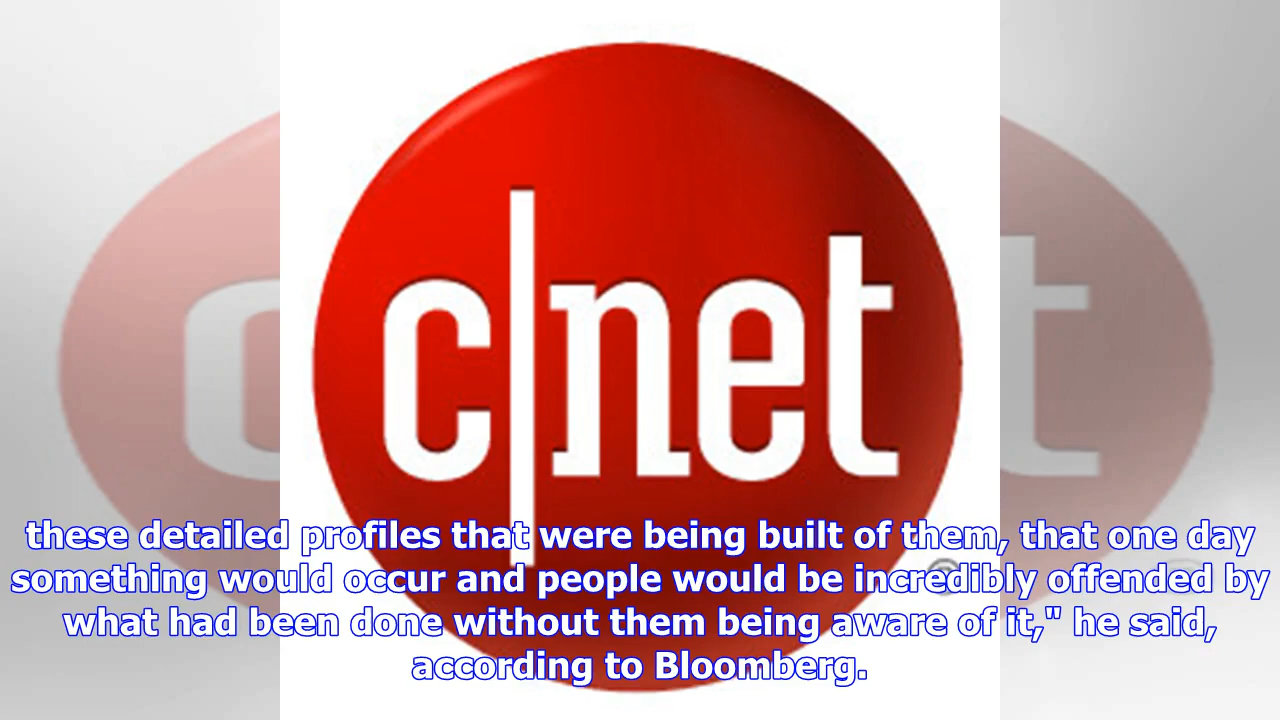 c|net
®
these detailed profiles that were being built of them, that one day
something would occur and people would be incredibly offended by
what had been done without them being aware of it," he said,
according to Bloomberg.